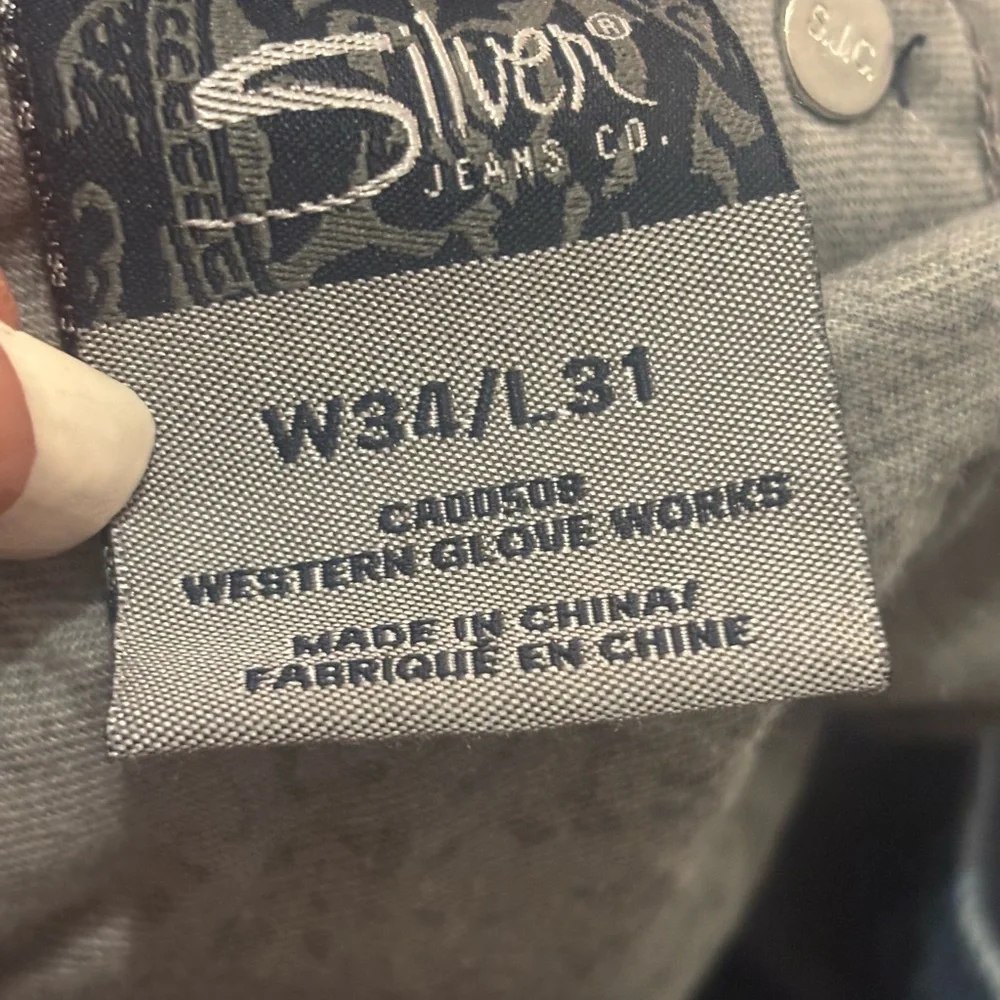 Silver®
JEANS CO.
S.J.C.
W34/L31
CA00508
WESTERN GLOVE WORKS
MADE IN CHINA/
FABRIQUÉ EN CHINE